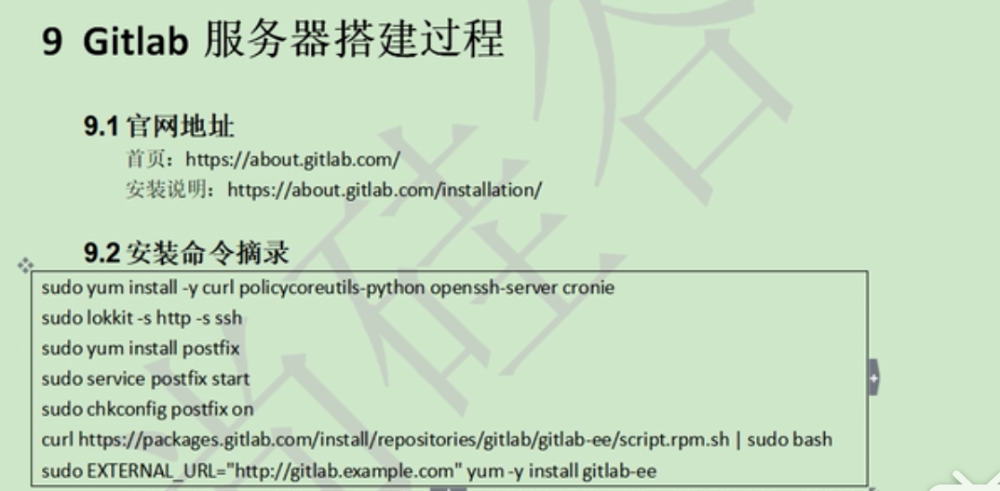 9 Gitlab 服务器搭建过程
9.1 官网地址
首页：https://about.gitlab.com/
安装说明：https://about.gitlab.com/installation/
9.2 安装命令摘录
sudo yum install -y curl policycoreutils-python openssh-server cronie
sudo lokkit -s http -s ssh
sudo yum install postfix
sudo service postfix start
sudo chkconfig postfix on
curl https://packages.gitlab.com/install/repositories/gitlab/gitlab-ee/script.rpm.sh | sudo bash
sudo EXTERNAL_URL="http://gitlab.example.com" yum -y install gitlab-ee
尚硅谷